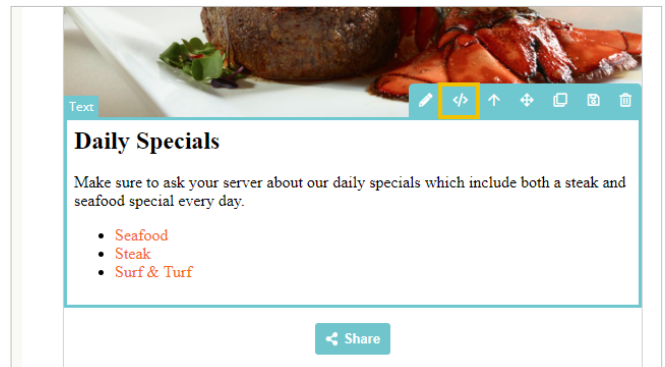 Text
Daily Specials
Make sure to ask your server about our daily specials which include both a steak and
seafood special every day.
Seafood
Steak
Surf & Turf
Share